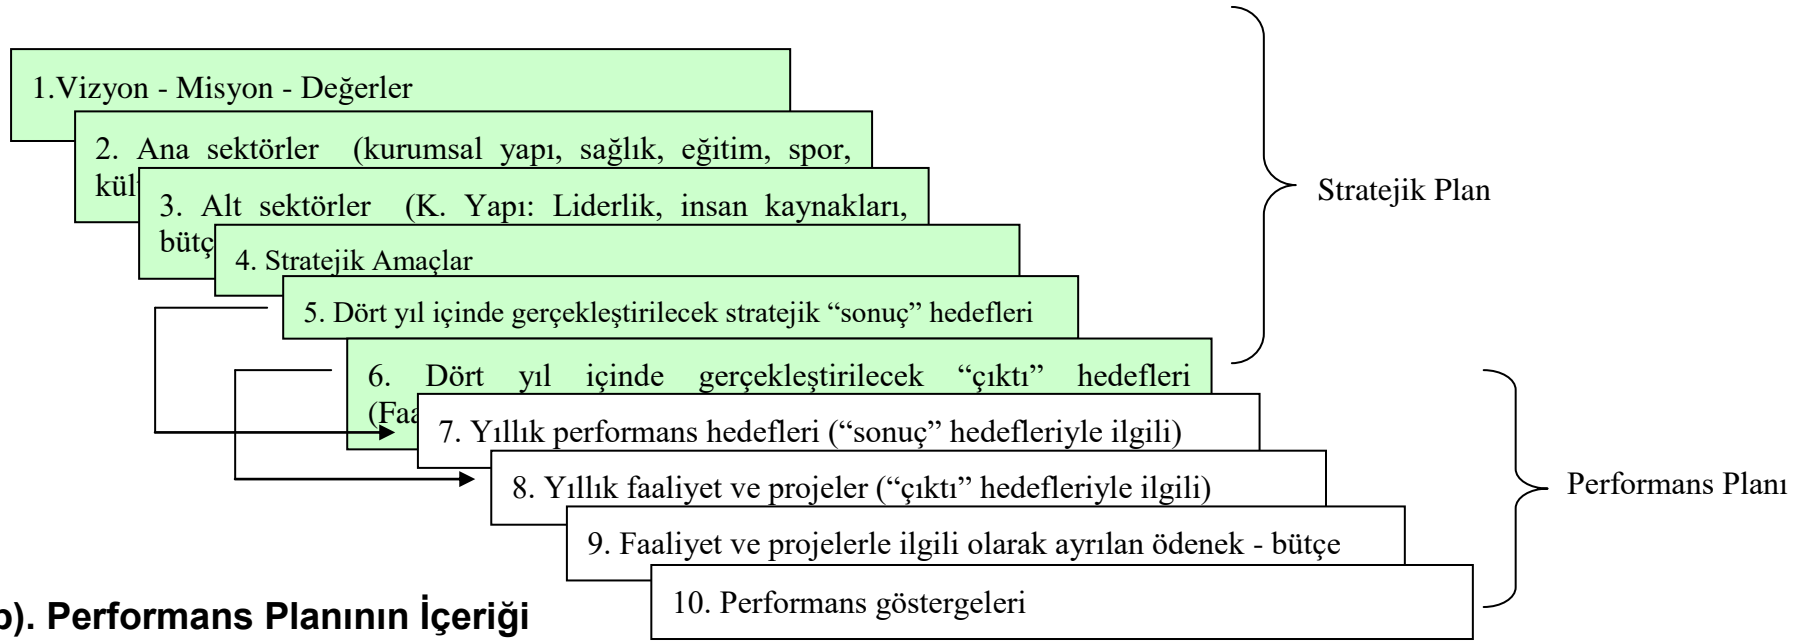 1.Vizyon - Misyon - Değerler
2. Ana sektörler (kurumsal yapı, sağlık, eğitim, spor,
3. Alt sektörler (K. Yapı: Liderlik, insan kaynakları,
4. Stratejik Amaçlar
5. Dört yıl içinde gerçekleştirilecek stratejik “sonuç” hedefleri
6. Dört yıl içinde gerçekleştirilecek “çıktı” hedefleri
7. Yıllık performans hedefleri (“sonuç” hedefleriyle ilgili)
8. Yıllık faaliyet ve projeler (“çıktı” hedefleriyle ilgili)
9. Faaliyet ve projelerle ilgili olarak ayrılan ödenek - bütçe
10. Performans göstergeleri
Stratejik Plan
Performans Planı
b). Performans Planının İçeriği